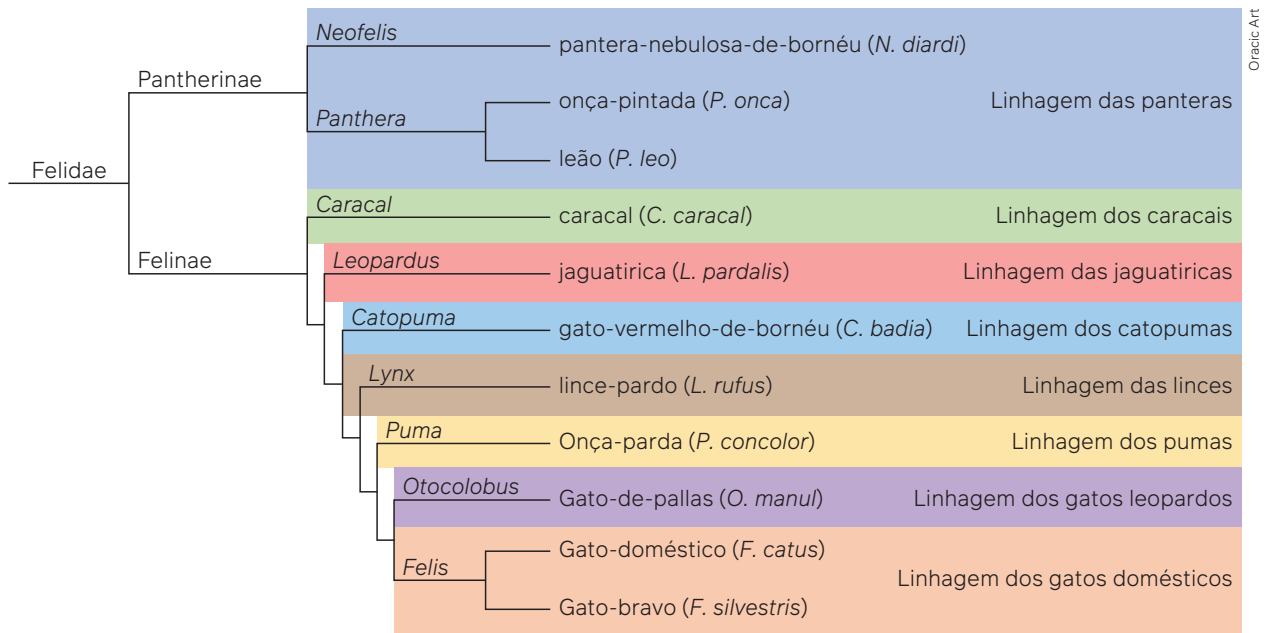 Oracic Art
Felidae
Pantherinae
Neofelis
pantera-nebulosa-de-bornéu (N. diardi)
Panthera
onça-pintada (P. onca)
leão (P. leo)
Linhagem das panteras
Felinae
Caracal
caracal (C. caracal)
Linhagem dos caracais
Leopardus
jaguatirica (L. pardalis)
Linhagem das jaguatiricas
Catopuma
gato-vermelho-de-bornéu (C. badia)
Linhagem dos catopumas
Lynx
lince-pardo (L. rufus)
Linhagem das linces
Puma
Onça-parda (P. concolor)
Linhagem dos pumas
Otocolobus
Gato-de-pallas (O. manul)
Linhagem dos gatos leopardos
Felis
Gato-doméstico (F. catus)
Gato-bravo (F. silvestris)
Linhagem dos gatos domésticos